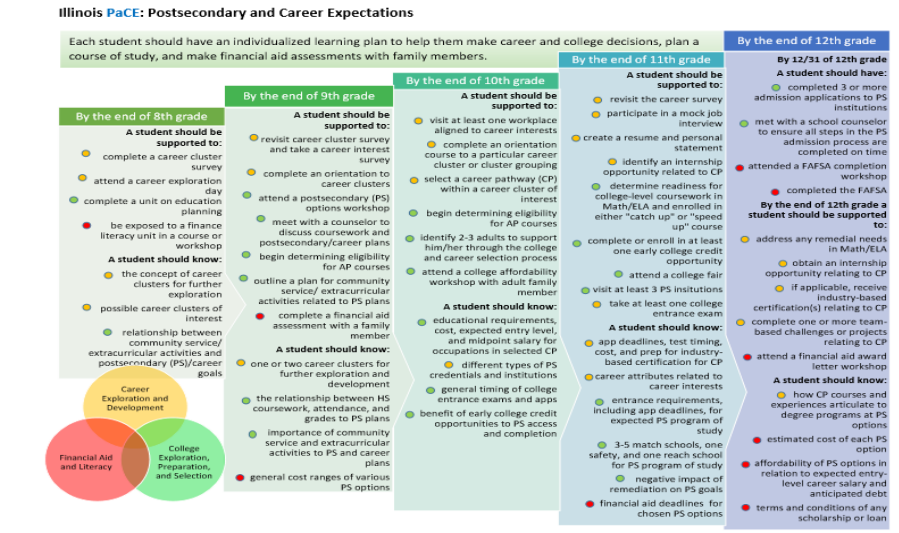 Illinois PaCE: Postsecondary and Career Expectations
Each student should have an individualized learning plan to help them make career and college decisions, plan a
course of study, and make financial aid assessments with family members.
By the end of 8th grade
A student should be
supported to:
complete a career cluster
survey
attend a career exploration
day
complete a unit on education
planning
be exposed to a finance
literacy unit in a course or
workshop
A student should know:
the concept of career
clusters for further
exploration
possible career clusters of
interest
relationship between
community service/
extracurricular activities and
postsecondary (PS)/career
goals
Career
Exploration and
Development
Financial Aid
and Literacy
College
Exploration,
Preparation,
and Selection
By the end of 9th grade
A student should be
supported to:
revisit career cluster survey
and take a career interest
survey
complete an orientation to
career clusters
attend a postsecondary (PS)
options workshop
meet with a counselor to
discuss coursework and
postsecondary/career plans
begin determining eligibility
for AP courses
outline a plan for community
service/ extracurricular
activities related to PS plans
complete a financial aid
assessment with a family
member
A student should know:
one or two career clusters for
further exploration and
development
the relationship between HS
coursework, attendance, and
grades to PS plans
importance of community
service and extracurricular
activities to PS and career
plans
general cost ranges of various
PS options
By the end of 10th grade
A student should be
supported to:
visit at least one workplace
aligned to career interests
complete an orientation
course to a particular career
cluster or cluster grouping
select a career pathway (CP)
within a career cluster of
interest
begin determining eligibility
for AP courses
identify 2-3 adults to support
him/her through the college
and career selection process
attend a college affordability
workshop with adult family
member
A student should know:
educational requirements,
cost, expected entry level,
and midpoint salary for
occupations in selected CP
different types of PS
credentials and institutions
general timing of college
entrance exams and apps
benefit of early college credit
opportunities to PS access
and completion
By the end of 11th grade
A student should be
supported to:
revisit the career survey
participate in a mock job
interview
create a resume and personal
statement
identify an internship
opportunity related to CP
determine readiness for
college-level coursework in
Math/ELA and enrolled in
either "catch up" or "speed
up" course
complete or enroll in at least
one early college credit
opportunity
attend a college fair
visit at least 3 PS insitutions
take at least one college
entrance exam
A student should know:
app deadlines, test timing,
cost, and prep for industry-
based certification for CP
career attributes related to
career interests
entrance requirements,
including app deadlines, for
expected PS program of
study
3-5 match schools, one
safety, and one reach school
for PS program of study
negative impact of
remediation on PS goals
financial aid deadlines for
chosen PS options
By the end of 12th grade
By 12/31 of 12th grade
A student should have:
completed 3 or more
admission applications to PS
institutions
met with a school counselor
to ensure all steps in the PS
admission process are
completed on time
attended a FAFSA completion
workshop
completed the FAFSA
By the end of 12th grade a
student should be supported
to:
address any remedial needs
in Math/ELA
obtain an internship
opportunity relating to CP
if applicable, receive
industry-based
certification(s) relating to CP
complete one or more team-
based challenges or projects
relating to CP
attend a financial aid award
letter workshop
A student should know:
how CP courses and
experiences articulate to
degree programs at PS
options
estimated cost of each PS
option
affordability of PS options in
relation to expected entry-
level career salary and
anticipated debt
terms and conditions of any
scholarship or loan